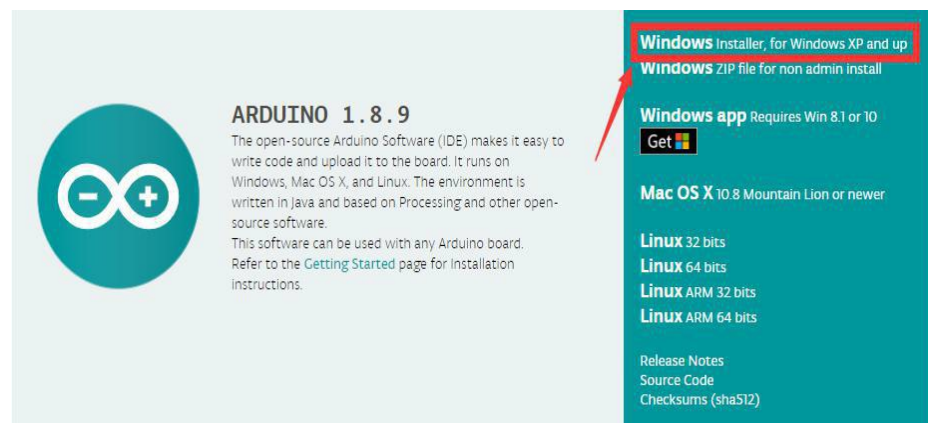 ARDUINO 1.8.9
The open-source Arduino Software (IDE) makes it easy to
write code and upload it to the board. It runs on
Windows, Mac OS X, and Linux. The environment is
written in Java and based on Processing and other open-
source software.
This software can be used with any Arduino board.
Refer to the Getting Started page for Installation
instructions.
Windows Installer, for Windows XP and up
Windows ZIP file for non admin install
Windows app Requires Win 8.1 or 10
Get
Mac OS X 10.8 Mountain Lion or newer
Linux 32 bits
Linux 64 bits
Linux ARM 32 bits
Linux ARM 64 bits
Release Notes
Source Code
Checksums (sha512)